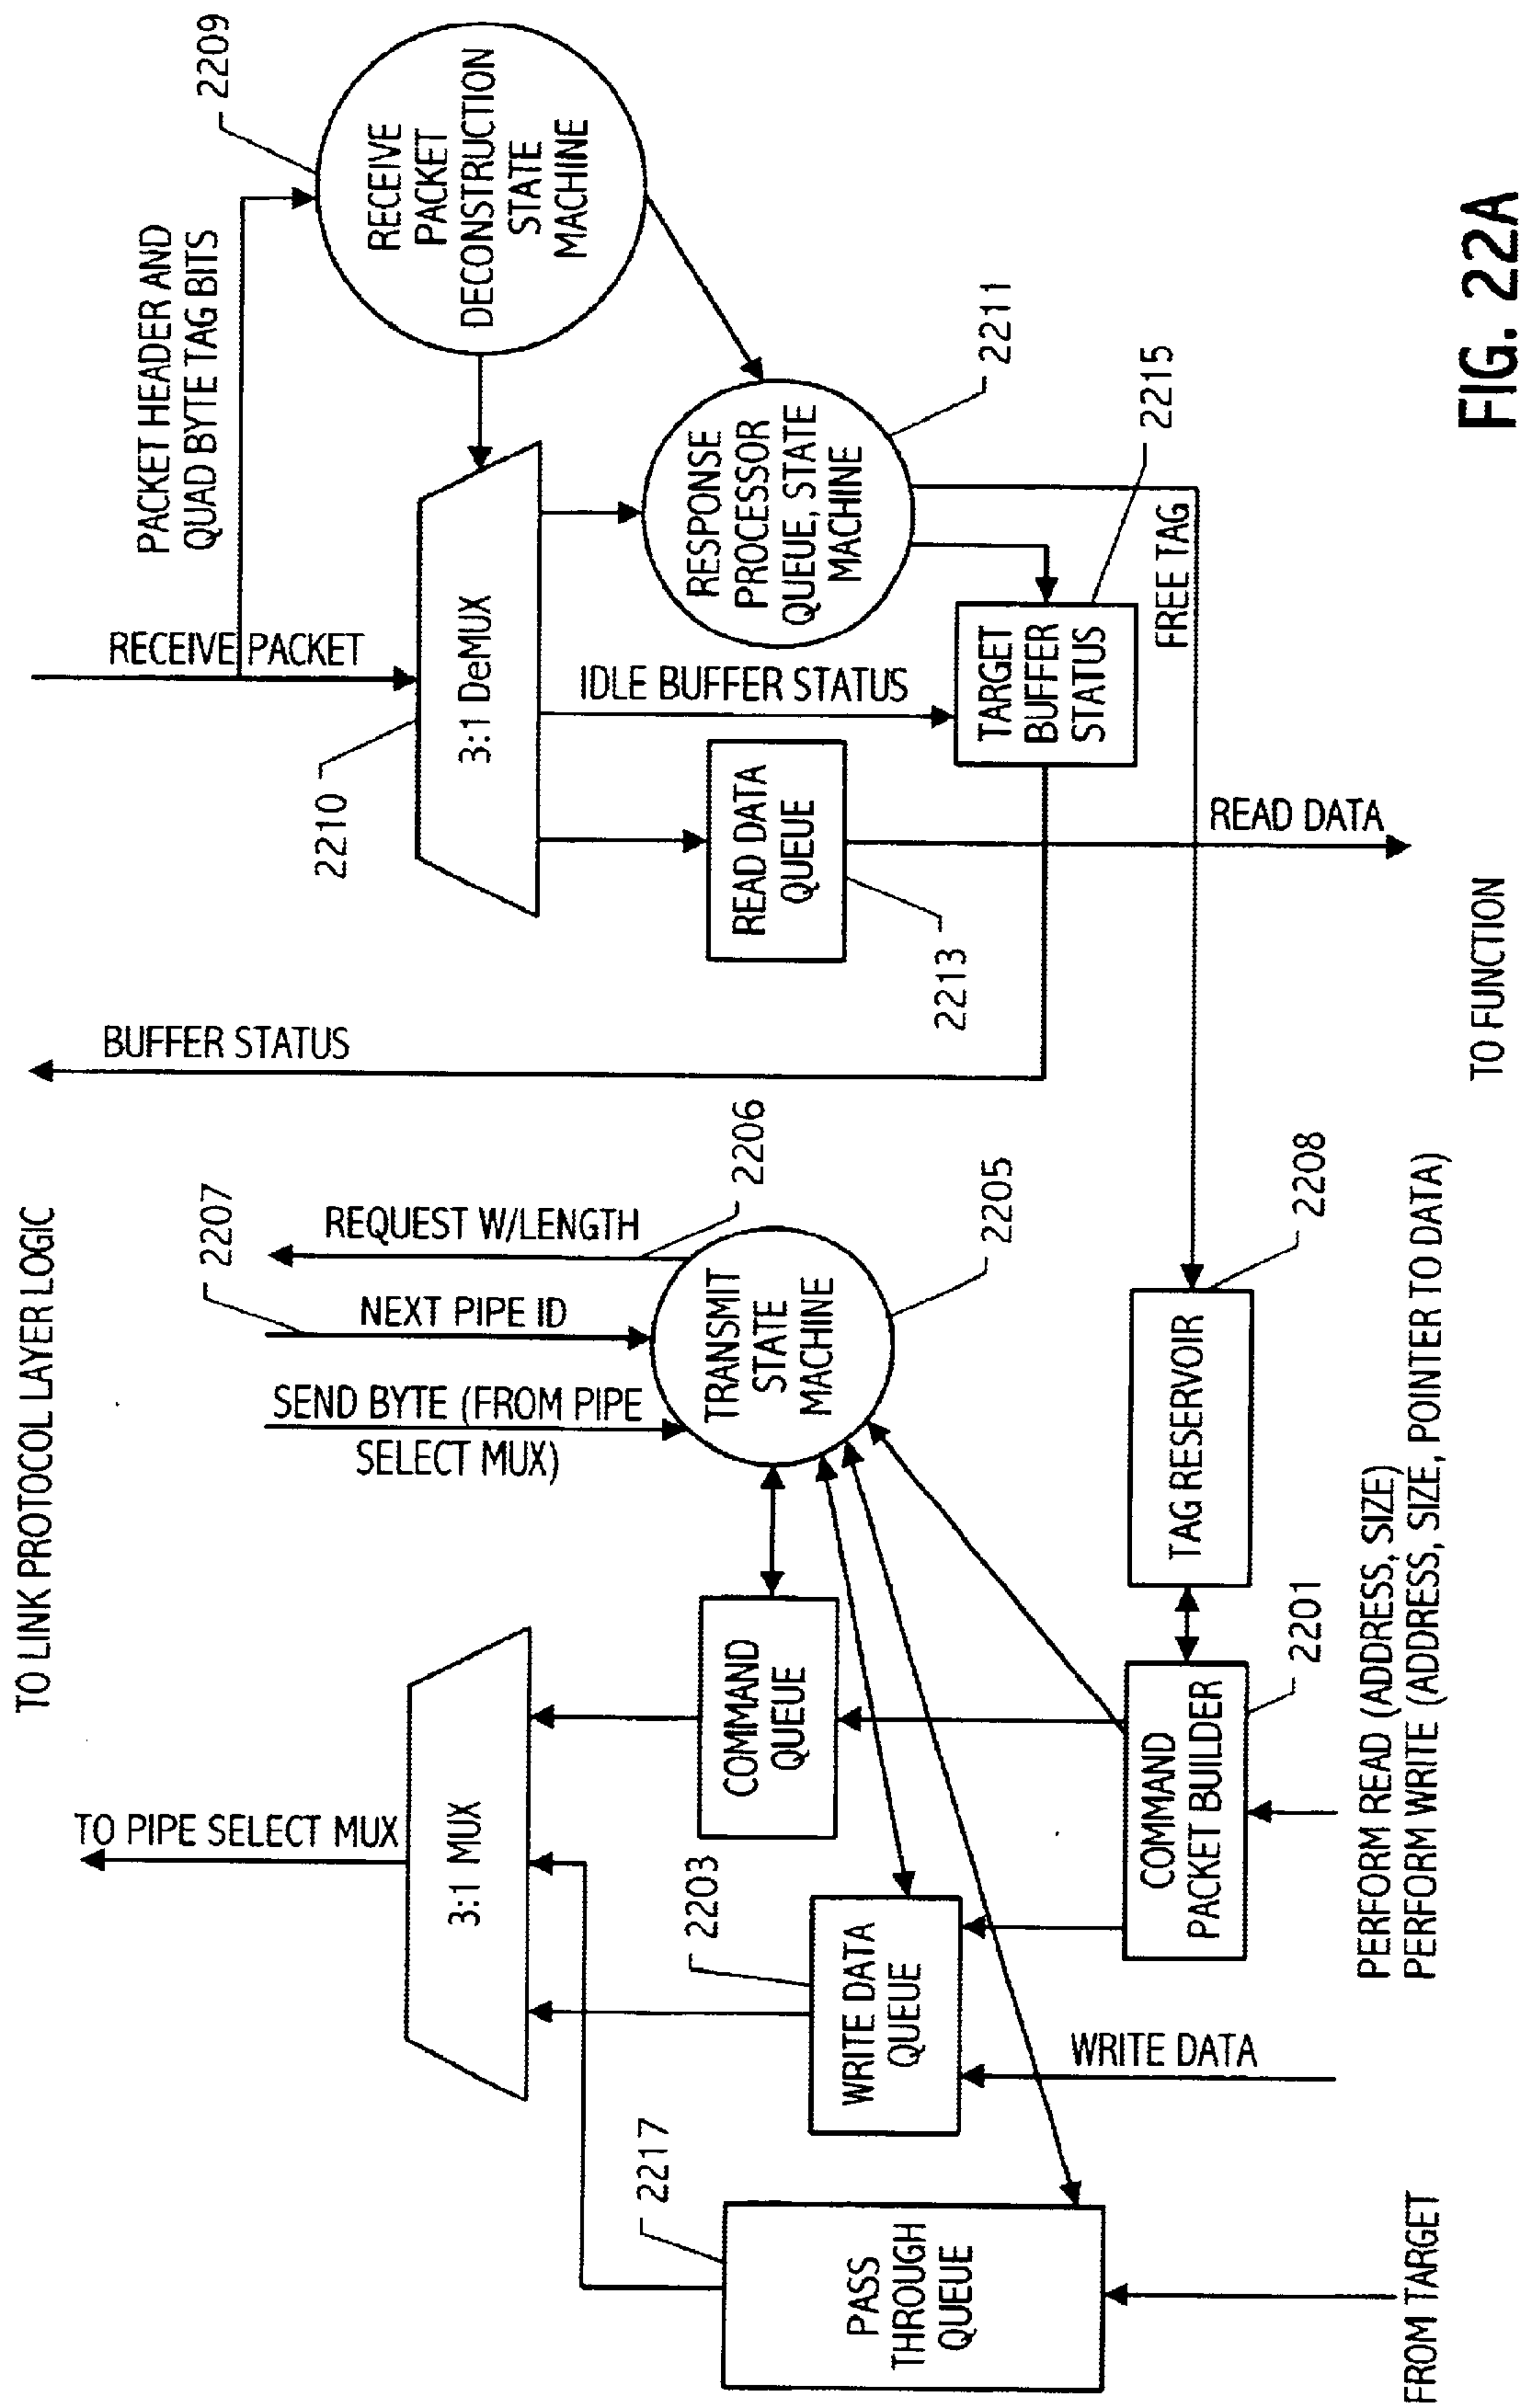 TO LINK PROTOCOL LAYER LOGIC
TO PIPE SELECT MUX
3:1 MUX
2217
PASS
THROUGH
QUEUE
FROM TARGET
2203
WRITE DATA
QUEUE
WRITE DATA
COMMAND
QUEUE
COMMAND
PACKET BUILDER
2201
PERFORM READ (ADDRESS, SIZE)
PERFORM WRITE (ADDRESS, SIZE, POINTER TO DATA)
SEND BYTE (FROM PIPE
SELECT MUX)
NEXT PIPE ID
2207
REQUEST W/LENGTH
2206
TRANSMIT
STATE
MACHINE
2205
TAG RESERVOIR
2208
BUFFER STATUS
RECEIVE PACKET
PACKET HEADER AND
QUAD BYTE TAG BITS
2209
RECEIVE
PACKET
DECONSTRUCTION
STATE
MACHINE
2210
3:1 DeMUX
READ DATA
QUEUE
2213
IDLE BUFFER STATUS
RESPONSE
PROCESSOR
QUEUE, STATE
MACHINE
2211
TARGET
BUFFER
STATUS
2215
FREE TAG
READ DATA
TO FUNCTION
FIG. 22A